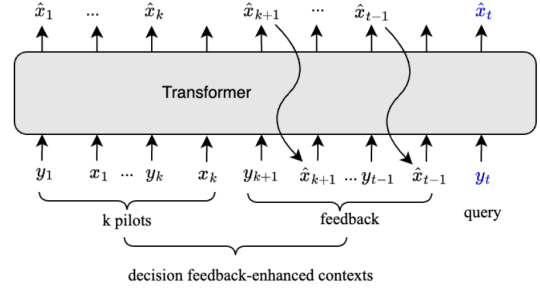 x̂₁ ... x̂ₖ x̂ₖ₊₁ ... x̂ₜ₋₁ x̂ₜ
Transformer
y₁ x₁ ... yₖ xₖ yₖ₊₁ x̂ₖ₊₁ ... yₜ₋₁ x̂ₜ₋₁ yₜ
k pilots feedback query
decision feedback-enhanced contexts